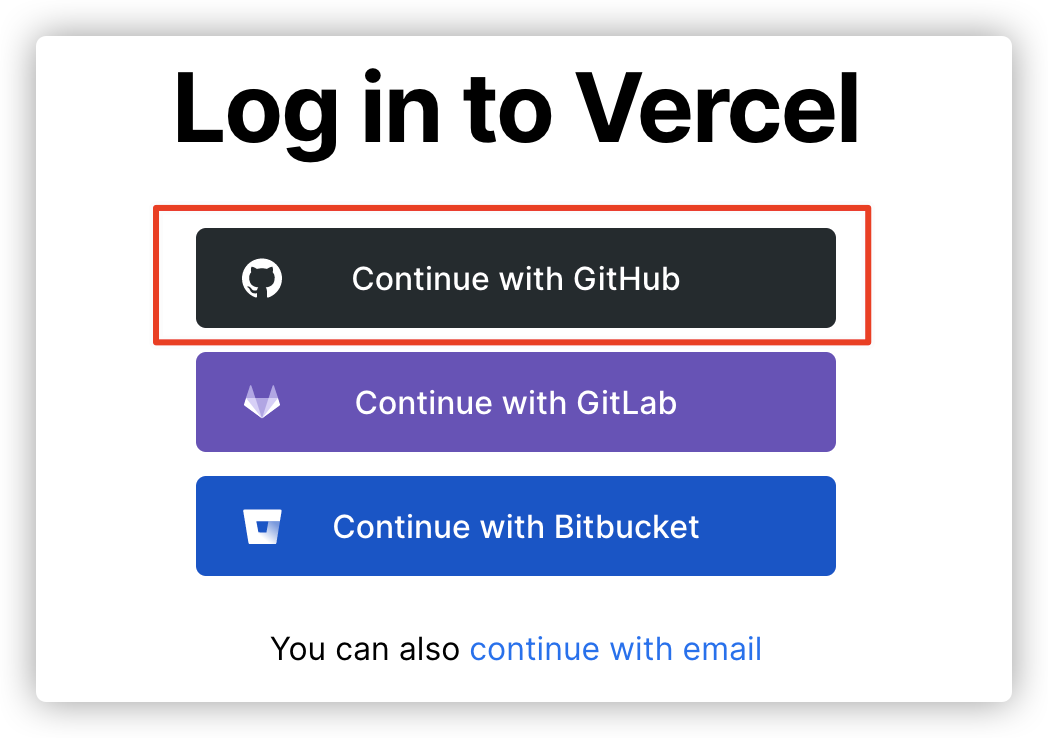 Log in to Vercel
Continue with GitHub
Continue with GitLab
Continue with Bitbucket
You can also continue with email